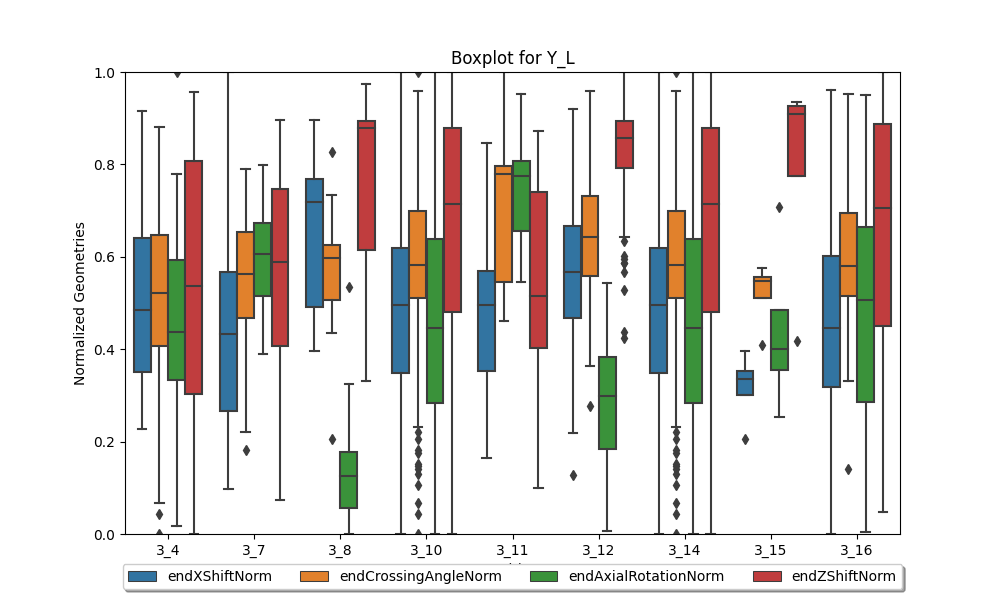 Boxplot for Y_L
Normalized Geometries
1.0
0.8
0.6
0.4
0.2
0.0
3_4 3_7 3_8 3_10 3_11 3_12 3_14 3_15 3_16
endXShiftNorm endCrossingAngleNorm endAxialRotationNorm endZShiftNorm